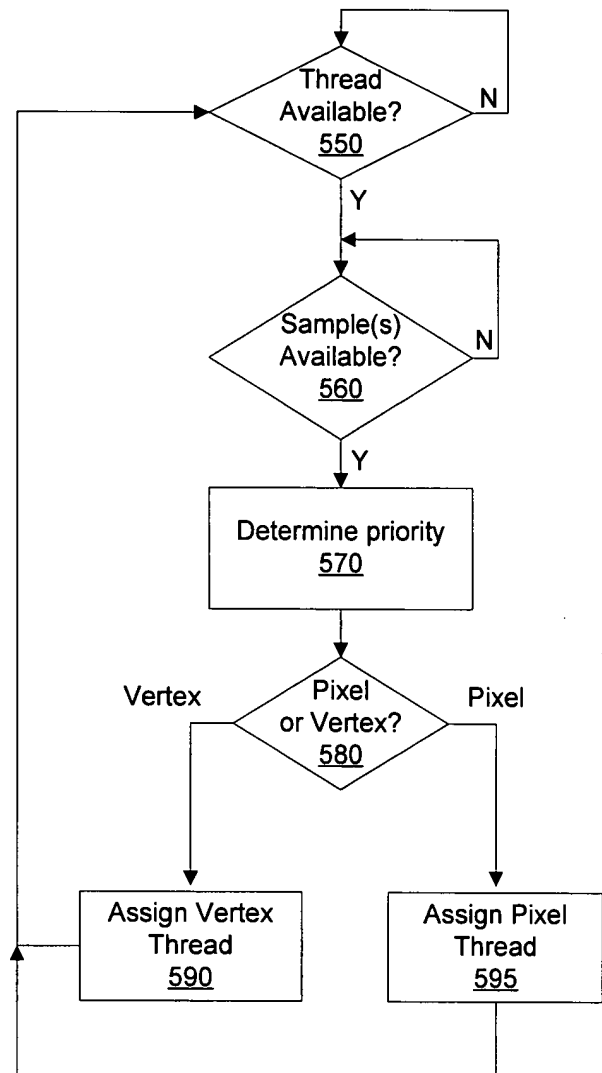 Thread
Available?
550
N
Y
Sample(s)
Available?
560
N
Y
Determine priority
570
Vertex
Pixel
or Vertex?
580
Pixel
Assign Vertex
Thread
590
Assign Pixel
Thread
595